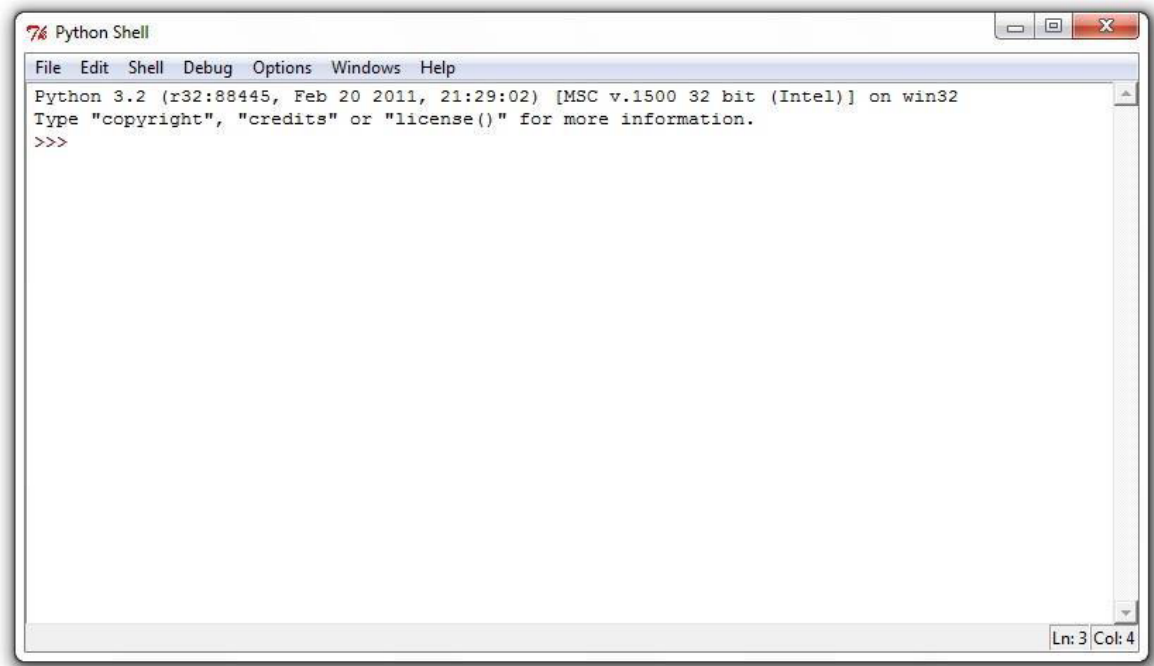 Python Shell
File Edit Shell Debug Options Windows Help
Python 3.2 (r32:88445, Feb 20 2011, 21:29:02) [MSC v.1500 32 bit (Intel)] on win32
Type "copyright", "credits" or "license()" for more information.
>>>
Ln: 3 Col: 4